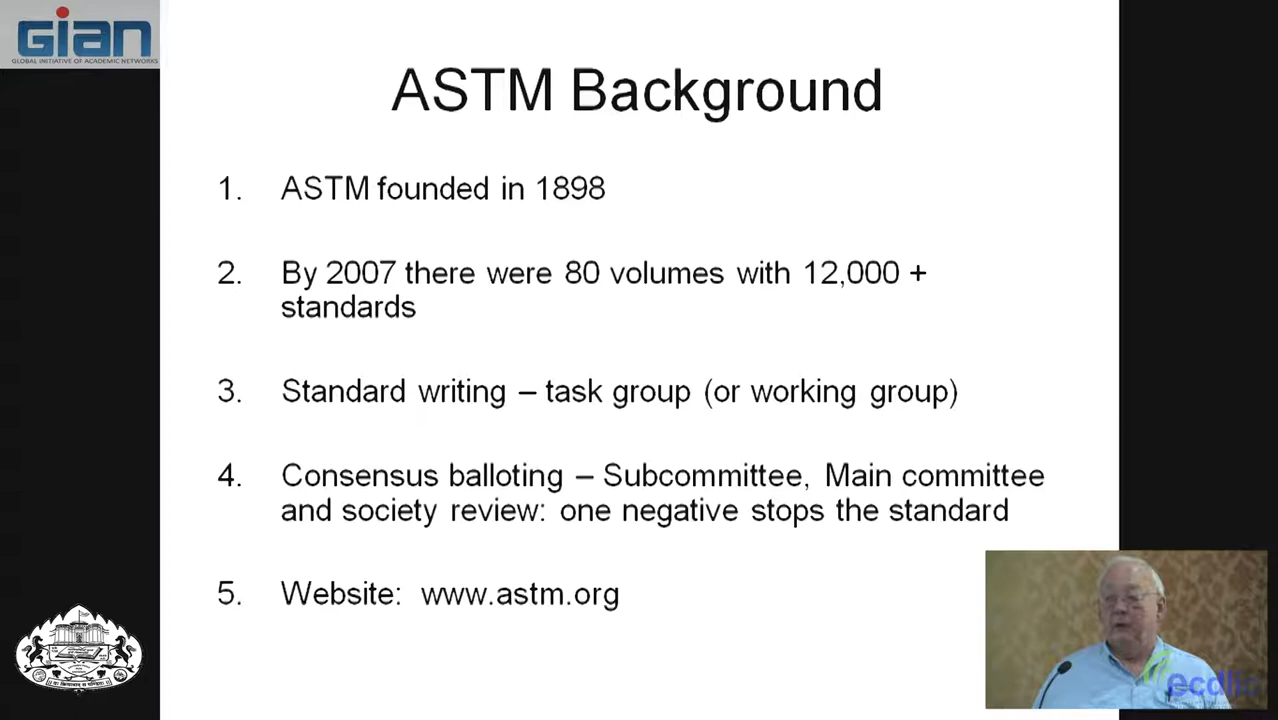 GIAN
GLOBAL INITIATIVE OF ACADEMIC NETWORKS
ASTM Background
1. ASTM founded in 1898
2. By 2007 there were 80 volumes with 12,000 +
standards
3. Standard writing – task group (or working group)
4. Consensus balloting – Subcommittee, Main committee
and society review: one negative stops the standard
5. Website: www.astm.org
ecdlic